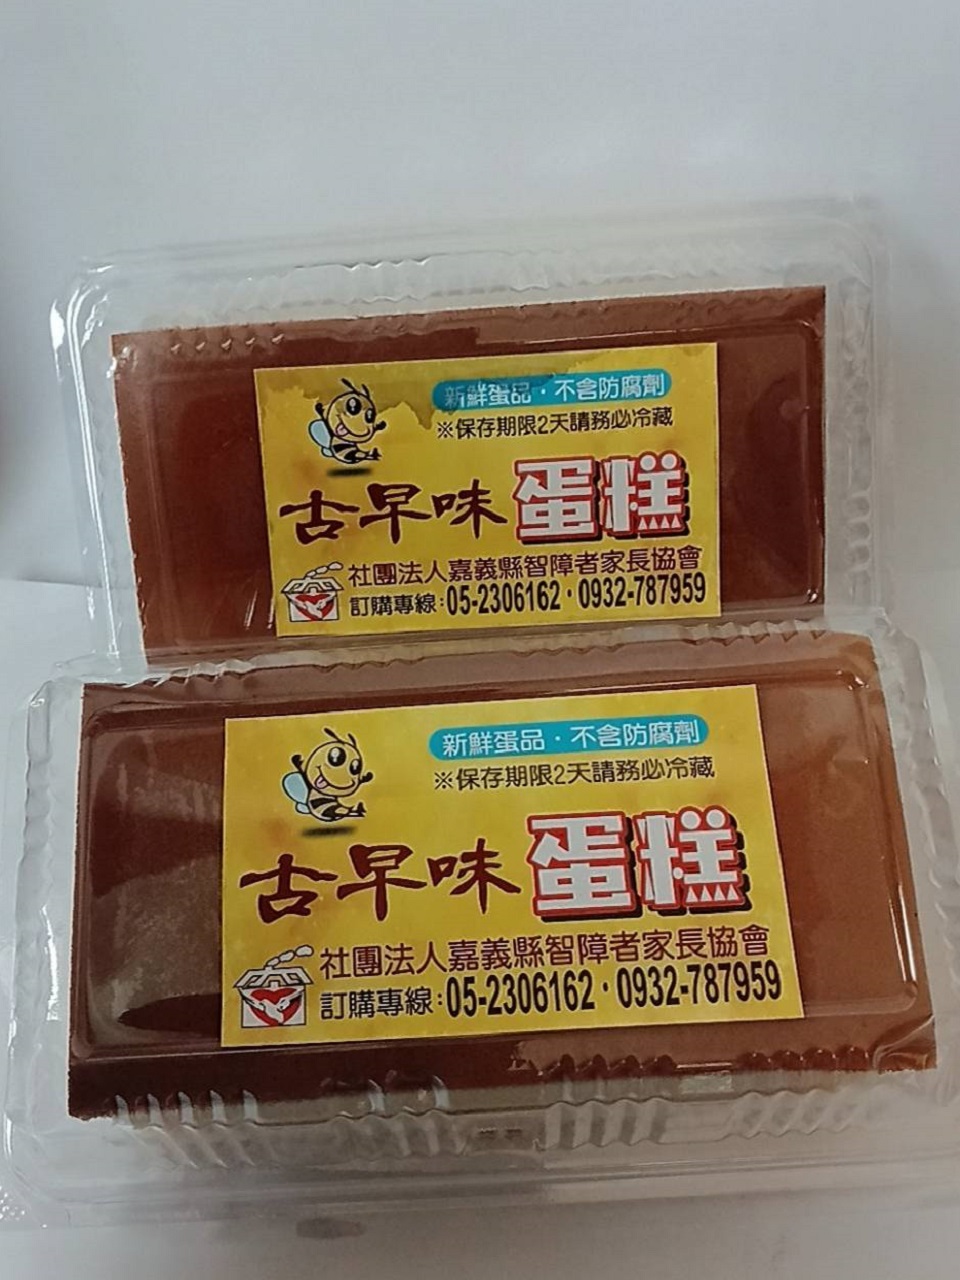 新鮮蛋品·不含防腐劑
※保存期限2天請務必冷藏
古早味蛋糕
社團法人嘉義縣智障者家長協會
訂購專線:05-2306162·0932-787959
新鮮蛋品·不含防腐劑
※保存期限2天請務必冷藏
古早味蛋糕
社團法人嘉義縣智障者家長協會
訂購專線:05-2306162·0932-787959